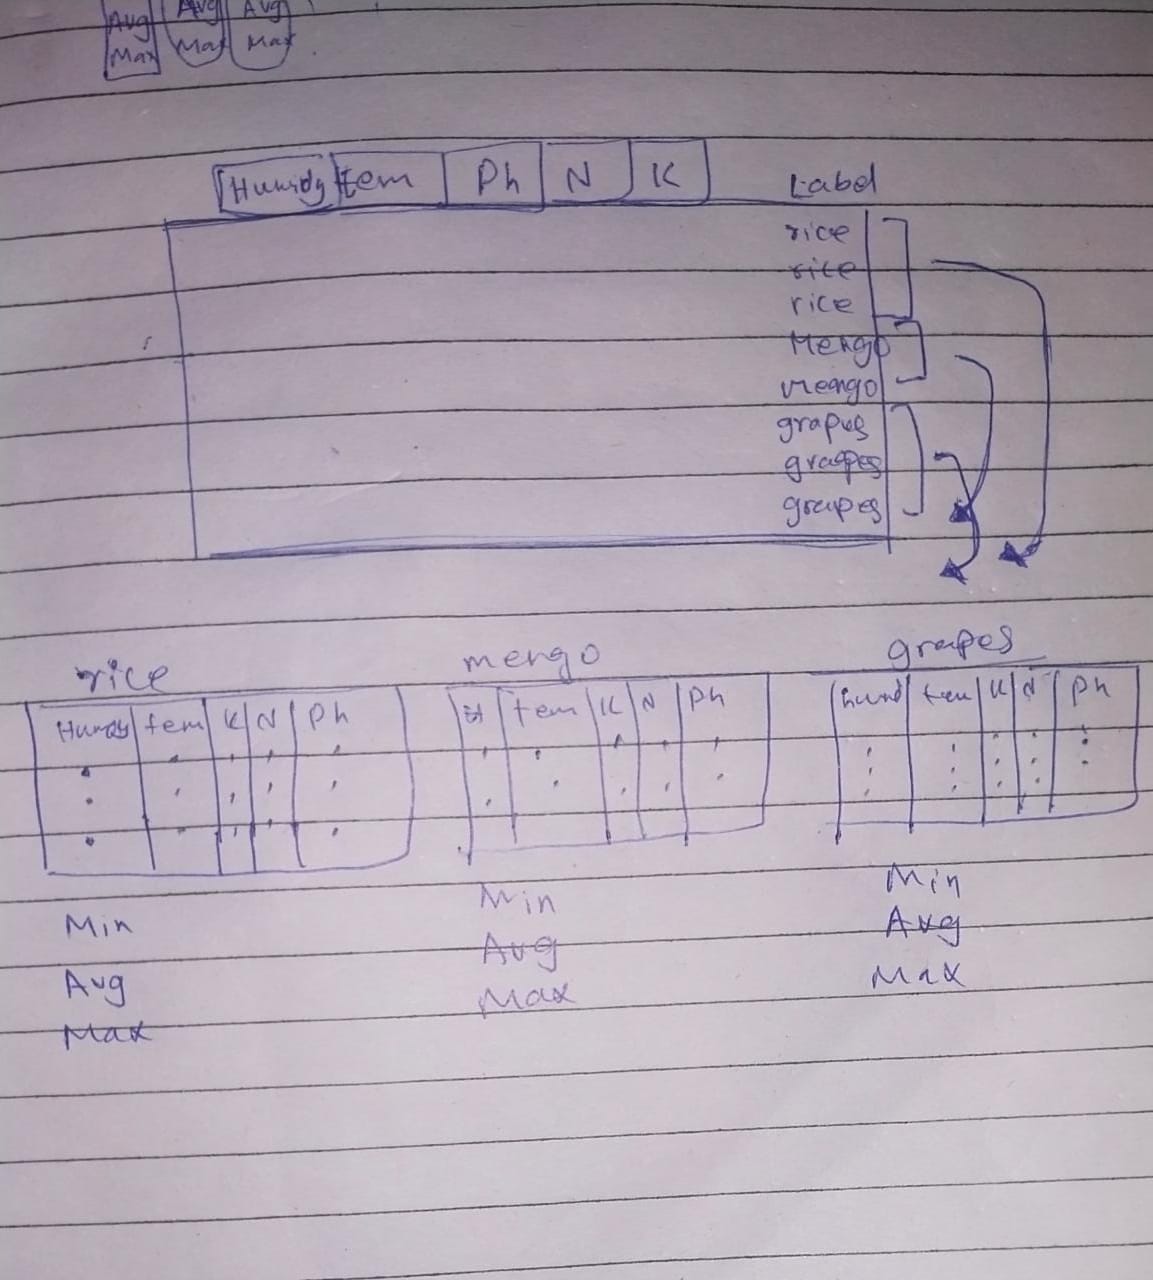 Avg Avg Avg
Max Max Max
Humidy tem Ph N K Label
rice
rice
rice
Mengo
Mengo
grapes
grapes
grapes
rice
Humdy tem K N Ph
Min
Avg
Max
mengo
H tem K N Ph
Min
Avg
Max
grapes
humd tem K N Ph
Min
Avg
Max